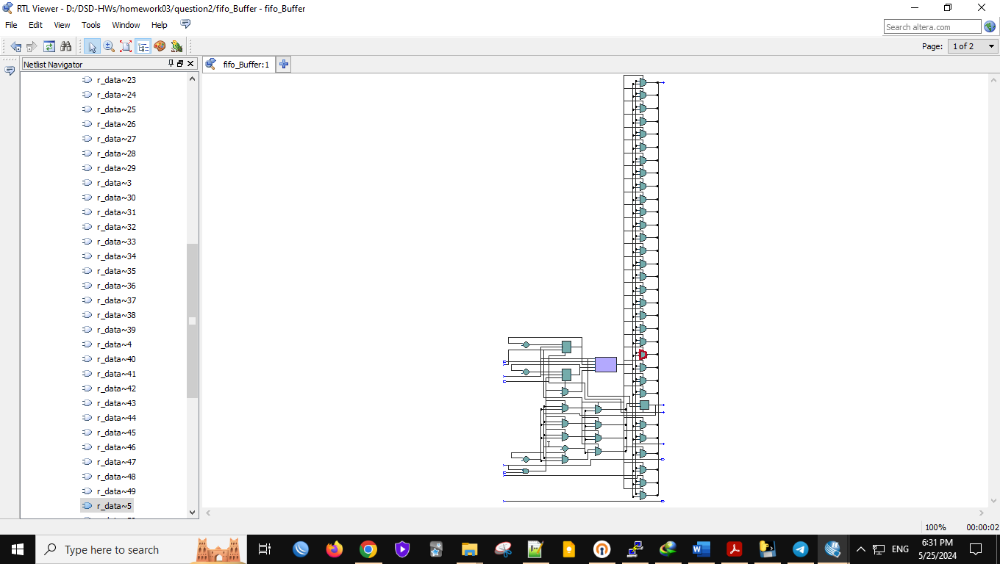 RTL Viewer - D:/DSD-HWs/homework03/question2/fifo_Buffer - fifo_Buffer
File Edit View Tools Window Help
Search altera.com
Page: 1 of 2
Netlist Navigator
fifo_Buffer:1
r_data~23
r_data~24
r_data~25
r_data~26
r_data~27
r_data~28
r_data~29
r_data~3
r_data~30
r_data~31
r_data~32
r_data~33
r_data~34
r_data~35
r_data~36
r_data~37
r_data~38
r_data~39
r_data~4
r_data~40
r_data~41
r_data~42
r_data~43
r_data~44
r_data~45
r_data~46
r_data~47
r_data~48
r_data~49
r_data~5
100% 00:00:02
Type here to search
ENG
6:31 PM
5/25/2024